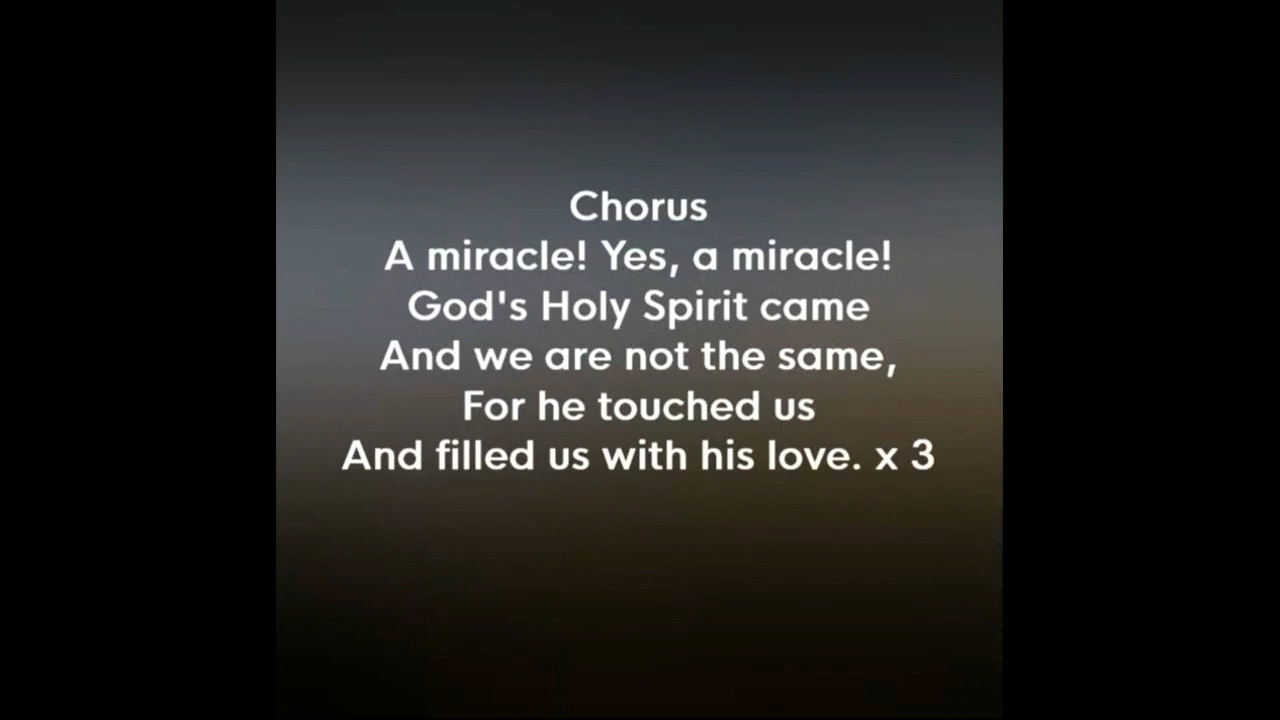 Chorus
A miracle! Yes, a miracle!
God's Holy Spirit came
And we are not the same,
For he touched us
And filled us with his love. x 3